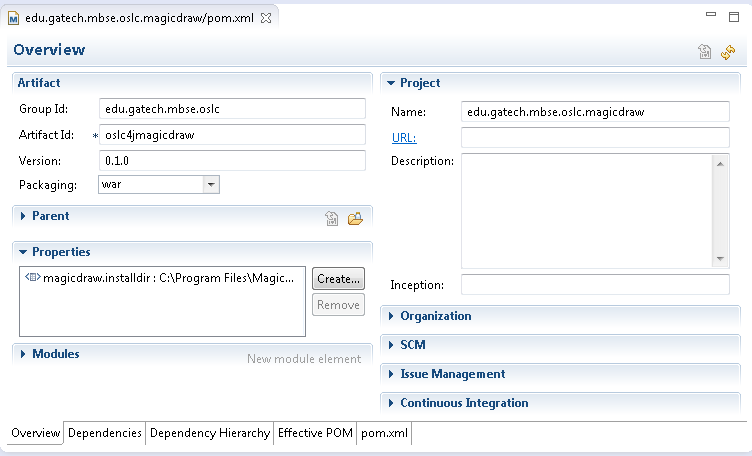 edu.gatech.mbse.oslc.magicdraw/pom.xml
Overview
Artifact
Group Id: edu.gatech.mbse.oslc
Artifact Id: * oslc4jmagicdraw
Version: 0.1.0
Packaging: war
Parent
Properties
magicdraw.installdir : C:\Program Files\Magic...
Create...
Remove
Modules
New module element
Project
Name: edu.gatech.mbse.oslc.magicdraw
URL:
Description:
Inception:
Organization
SCM
Issue Management
Continuous Integration
Overview Dependencies Dependency Hierarchy Effective POM pom.xml